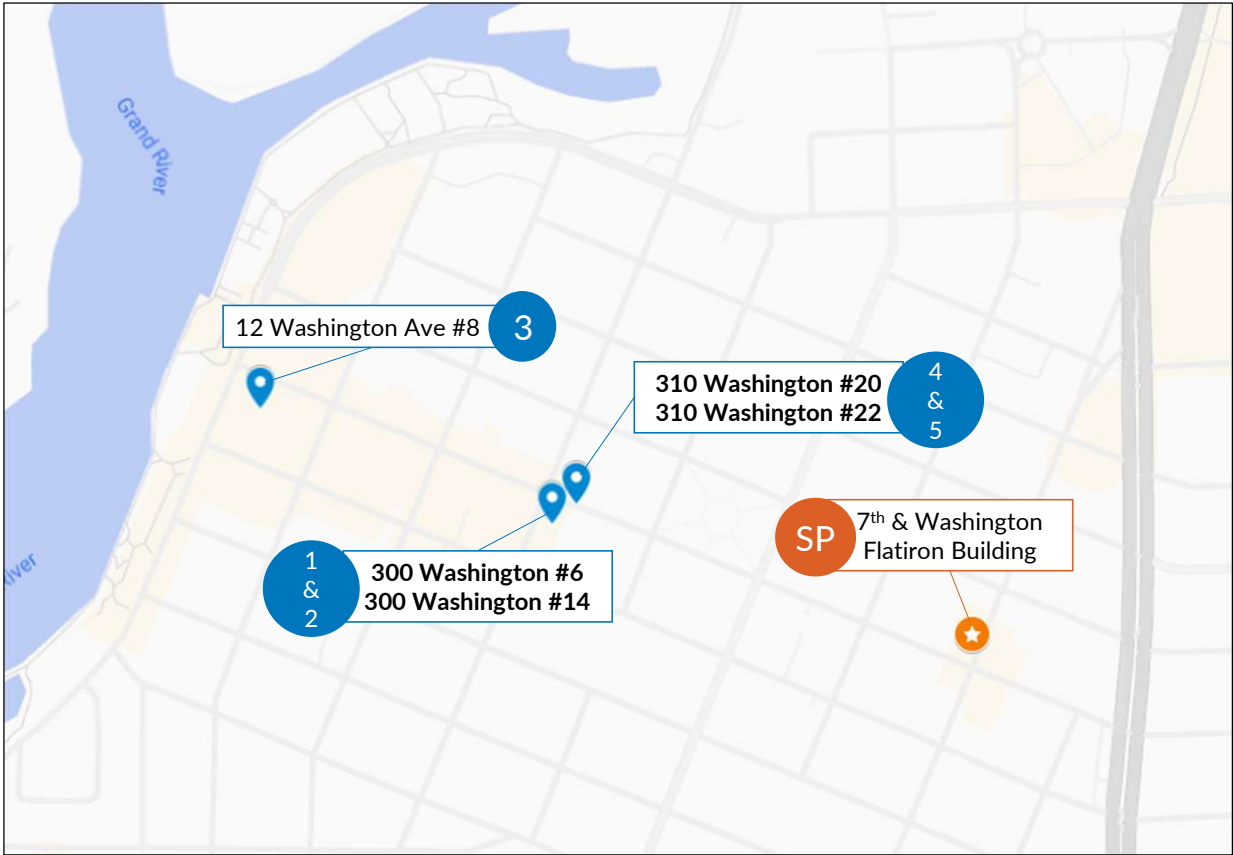 Grand River
12 Washington Ave #8
3
310 Washington #20
310 Washington #22
4
&
5
SP
7th & Washington
Flatiron Building
1
&
2
300 Washington #6
300 Washington #14
River